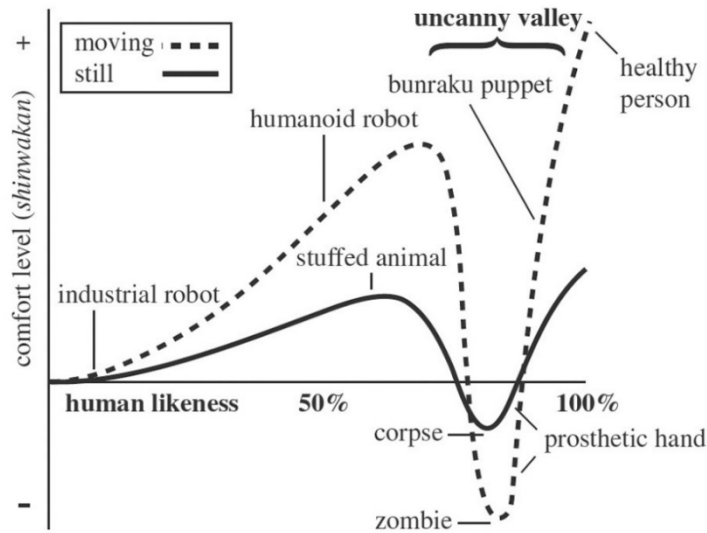 uncanny valley
+
moving
still
bunraku puppet
healthy
person
humanoid robot
comfort level (shinwakan)
stuffed animal
industrial robot
human likeness
50%
100%
corpse
prosthetic hand
-
zombie